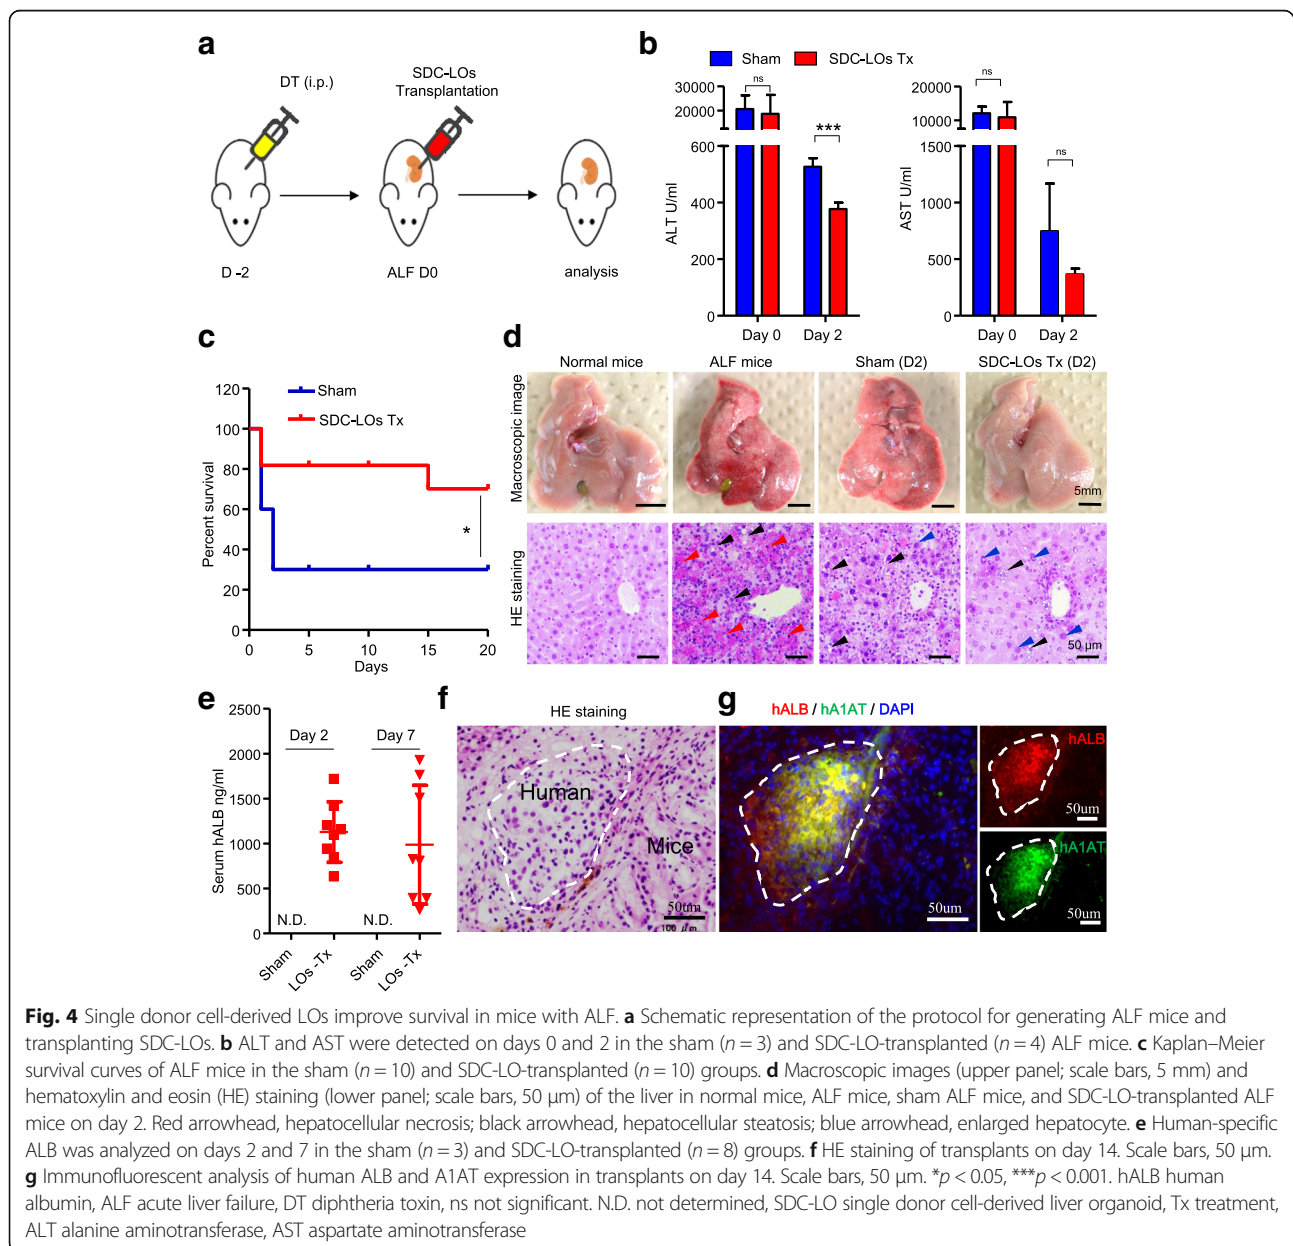 a
DT (i.p.)
SDC-LOs
Transplantation
D -2
ALF D0
analysis
b
Sham
SDC-LOs Tx
30000
20000
600
400
200
0
ALT U/ml
ns
***
Day 0
Day 2
20000
10000
1500
1000
500
0
AST U/ml
ns
ns
Day 0
Day 2
c
120
100
80
60
40
20
0
Percent survival
Sham
SDC-LOs Tx
*
0
5
10
15
20
Days
d
Normal mice
ALF mice
Sham (D2)
SDC-LOs Tx (D2)
Macroscopic image
5mm
HE staining
50 μm
e
2500
2000
1500
1000
500
0
Serum hALB ng/ml
Day 2
Day 7
N.D.
N.D.
Sham
LOs -Tx
Sham
LOs -Tx
f
HE staining
Human
Mice
50um
100 μm
g
hALB / hA1AT / DAPI
50um
hALB
50um
hA1AT
50um
Fig. 4 Single donor cell-derived LOs improve survival in mice with ALF. a Schematic representation of the protocol for generating ALF mice and
transplanting SDC-LOs. b ALT and AST were detected on days 0 and 2 in the sham (n = 3) and SDC-LO-transplanted (n = 4) ALF mice. c Kaplan–Meier
survival curves of ALF mice in the sham (n = 10) and SDC-LO-transplanted (n = 10) groups. d Macroscopic images (upper panel; scale bars, 5 mm) and
hematoxylin and eosin (HE) staining (lower panel; scale bars, 50 μm) of the liver in normal mice, ALF mice, sham ALF mice, and SDC-LO-transplanted ALF
mice on day 2. Red arrowhead, hepatocellular necrosis; black arrowhead, hepatocellular steatosis; blue arrowhead, enlarged hepatocyte. e Human-specific
ALB was analyzed on days 2 and 7 in the sham (n = 3) and SDC-LO-transplanted (n = 8) groups. f HE staining of transplants on day 14. Scale bars, 50 μm.
g Immunofluorescent analysis of human ALB and A1AT expression in transplants on day 14. Scale bars, 50 μm. *p < 0.05, ***p < 0.001. hALB human
albumin, ALF acute liver failure, DT diphtheria toxin, ns not significant. N.D. not determined, SDC-LO single donor cell-derived liver organoid, Tx treatment,
ALT alanine aminotransferase, AST aspartate aminotransferase